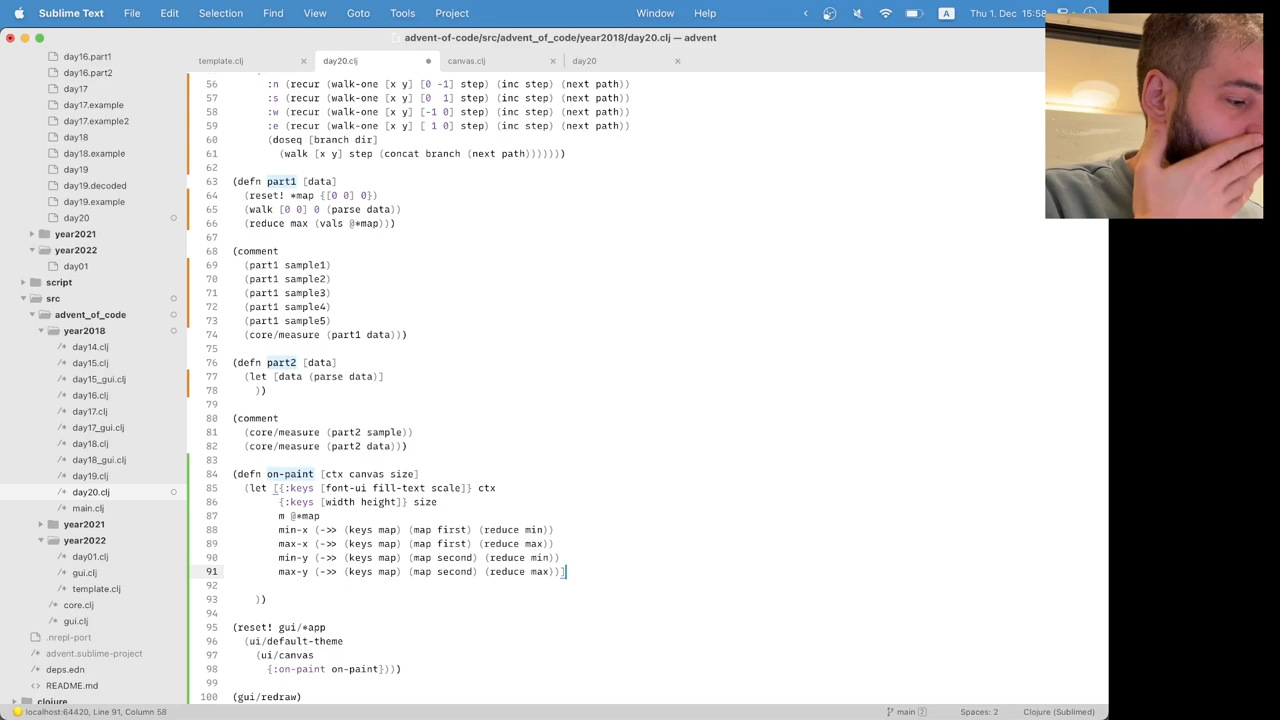 Sublime Text File Edit Selection Find View Goto Tools Project Window Help A Thu 1. Dec. 15:58
advent-of-code/src/advent_of_code/year2018/day20.clj — advent
template.clj × day20.clj canvas.clj × day20 ×
day16.part1
day16.part2
day17
day17.example
day17.example2
day18
day18.example
day19
day19.decoded
day19.example
day20
year2021
year2022
day01
script
src
advent_of_code
year2018
day14.clj
day15.clj
day15_gui.clj
day16.clj
day17.clj
day17_gui.clj
day18.clj
day18_gui.clj
day19.clj
day20.clj
main.clj
year2021
year2022
day01.clj
gui.clj
template.clj
core.clj
gui.clj
.nrepl-port
advent.sublime-project
deps.edn
README.md
clojure
56 :n (recur (walk-one [x y] [0 -1] step) (inc step) (next path))
57 :s (recur (walk-one [x y] [0  1] step) (inc step) (next path))
58 :w (recur (walk-one [x y] [-1 0] step) (inc step) (next path))
59 :e (recur (walk-one [x y] [ 1 0] step) (inc step) (next path))
60 (doseq [branch dir]
61 (walk [x y] step (concat branch (next path))))))
62
63 (defn part1 [data]
64 (reset! *map {[0 0] 0})
65 (walk [0 0] 0 (parse data))
66 (reduce max (vals @*map)))
67
68 (comment
69 (part1 sample1)
70 (part1 sample2)
71 (part1 sample3)
72 (part1 sample4)
73 (part1 sample5)
74 (core/measure (part1 data)))
75
76 (defn part2 [data]
77 (let [data (parse data)]
78 ))
79
80 (comment
81 (core/measure (part2 sample))
82 (core/measure (part2 data)))
83
84 (defn on-paint [ctx canvas size]
85 (let [{:keys [font-ui fill-text scale]} ctx
86 {:keys [width height]} size
87 m @*map
88 min-x (->> (keys map) (map first) (reduce min))
89 max-x (->> (keys map) (map first) (reduce max))
90 min-y (->> (keys map) (map second) (reduce min))
91 max-y (->> (keys map) (map second) (reduce max))]
92
93 ))
94
95 (reset! gui/*app
96 (ui/default-theme
97 (ui/canvas
98 {:on-paint on-paint})))
99
100 (gui/redraw)
localhost:64420, Line 91, Column 58 main 2 Spaces: 2 Clojure (Sublimed)